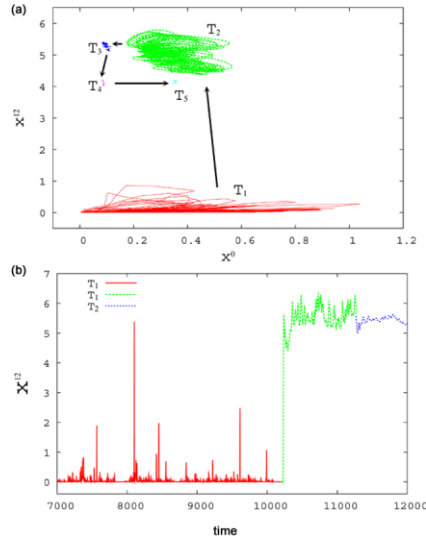 (a)
6
5
4
3
2
1
0
x¹²
T₁
T₂
T₃
T₄
T₅
0 0.2 0.4 0.6 0.8 1 1.2
x⁰
(b)
T₁
T₁
T₂
7
6
5
4
3
2
1
0
x¹²
7000 8000 9000 10000 11000 12000
time